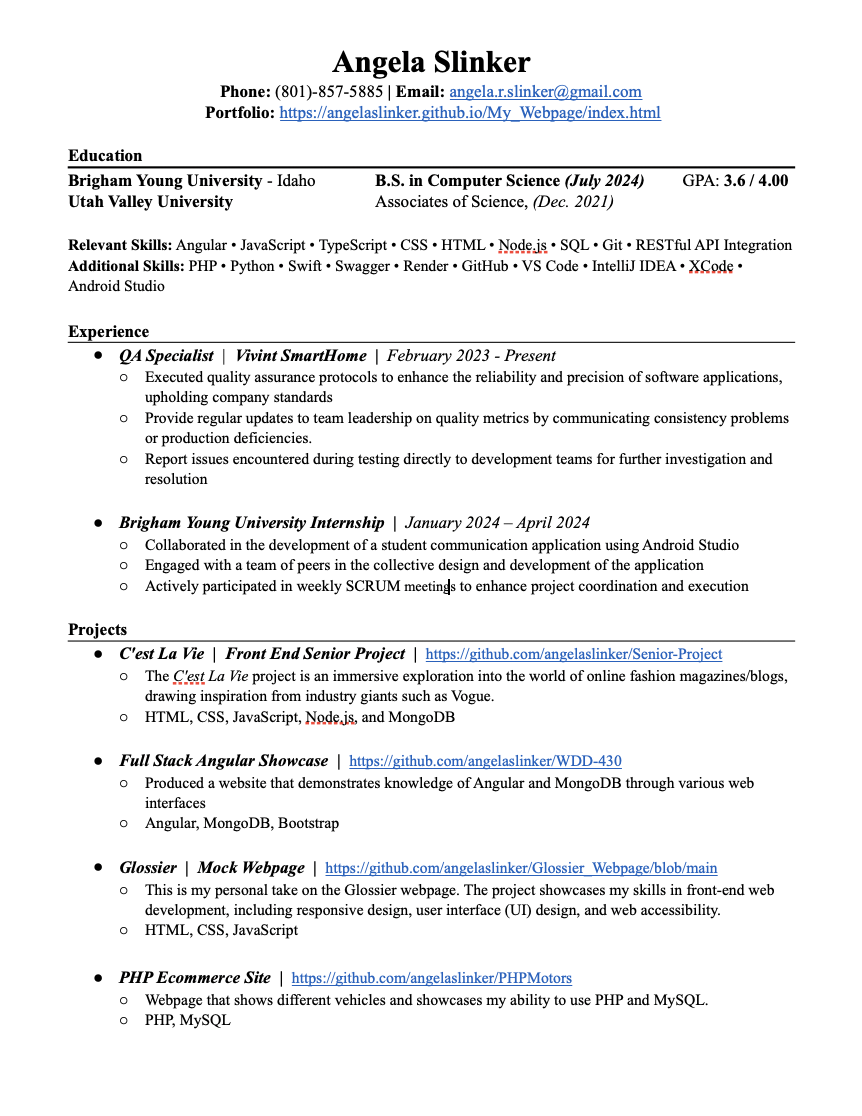 Angela Slinker
Phone: (801)-857-5885 | Email: angela.r.slinker@gmail.com
Portfolio: https://angelaslinker.github.io/My_Webpage/index.html
Education
Brigham Young University - Idaho B.S. in Computer Science (July 2024) GPA: 3.6 / 4.00
Utah Valley University Associates of Science, (Dec. 2021)
Relevant Skills: Angular • JavaScript • TypeScript • CSS • HTML • Node.js • SQL • Git • RESTful API Integration
Additional Skills: PHP • Python • Swift • Swagger • Render • GitHub • VS Code • IntelliJ IDEA • XCode •
Android Studio
Experience
● QA Specialist | Vivint SmartHome | February 2023 - Present
○ Executed quality assurance protocols to enhance the reliability and precision of software applications,
upholding company standards
○ Provide regular updates to team leadership on quality metrics by communicating consistency problems
or production deficiencies.
○ Report issues encountered during testing directly to development teams for further investigation and
resolution
● Brigham Young University Internship | January 2024 – April 2024
○ Collaborated in the development of a student communication application using Android Studio
○ Engaged with a team of peers in the collective design and development of the application
○ Actively participated in weekly SCRUM meetings to enhance project coordination and execution
Projects
● C'est La Vie | Front End Senior Project | https://github.com/angelaslinker/Senior-Project
○ The C'est La Vie project is an immersive exploration into the world of online fashion magazines/blogs,
drawing inspiration from industry giants such as Vogue.
○ HTML, CSS, JavaScript, Node.js, and MongoDB
● Full Stack Angular Showcase | https://github.com/angelaslinker/WDD-430
○ Produced a website that demonstrates knowledge of Angular and MongoDB through various web
interfaces
○ Angular, MongoDB, Bootstrap
● Glossier | Mock Webpage | https://github.com/angelaslinker/Glossier_Webpage/blob/main
○ This is my personal take on the Glossier webpage. The project showcases my skills in front-end web
development, including responsive design, user interface (UI) design, and web accessibility.
○ HTML, CSS, JavaScript
● PHP Ecommerce Site | https://github.com/angelaslinker/PHPMotors
○ Webpage that shows different vehicles and showcases my ability to use PHP and MySQL.
○ PHP, MySQL